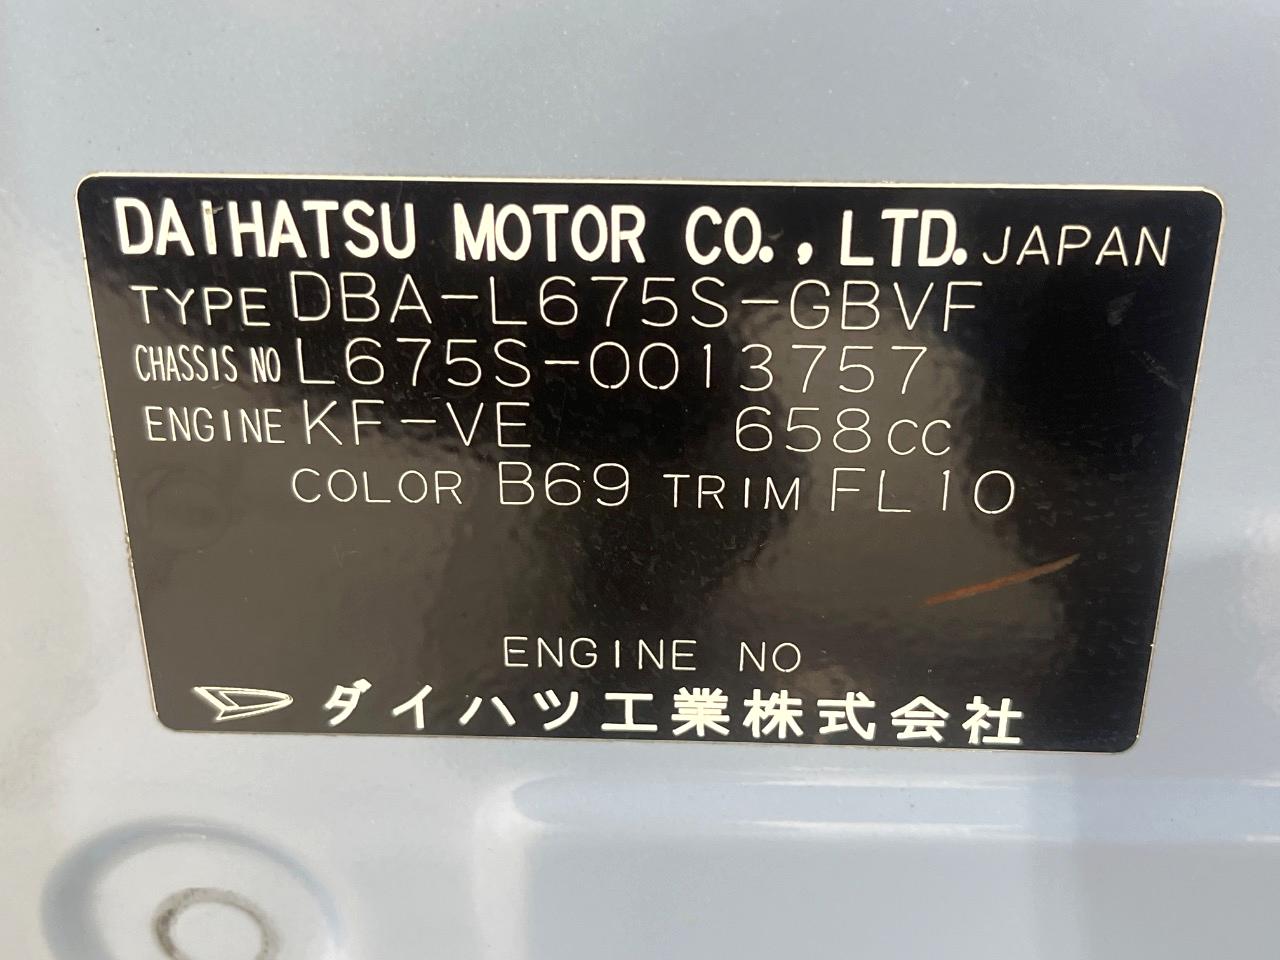 DAIHATSU MOTOR CO., LTD. JAPAN
TYPE DBA-L675S-GBVF
CHASSIS NO L675S-0013757
ENGINE KF-VE 658cc
COLOR B69 TRIM FL10
ENGINE NO
ダイハツ工業株式会社